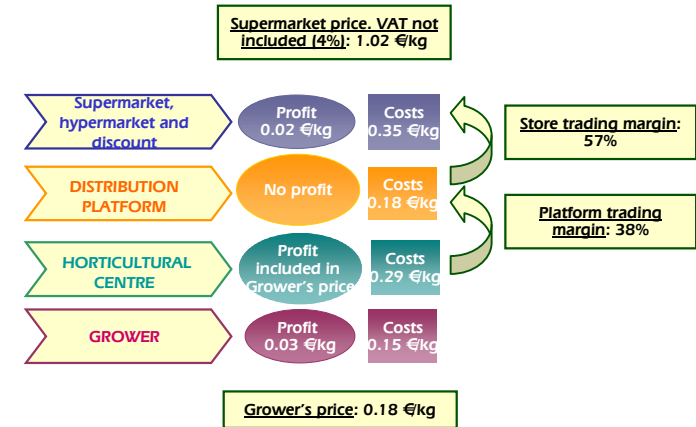 Supermarket price. VAT not
included (4%): 1.02 €/kg
Supermarket,
hypermarket and
discount
Profit
0.02 €/kg
Costs
0.35 €/kg
Store trading margin:
57%
DISTRIBUTION
PLATFORM
No profit
Costs
0.18 €/kg
Platform trading
margin: 38%
HORTICULTURAL
CENTRE
Profit
included in
Grower's price
Costs
0.29 €/kg
GROWER
Profit
0.03 €/kg
Costs
0.15 €/kg
Grower's price: 0.18 €/kg